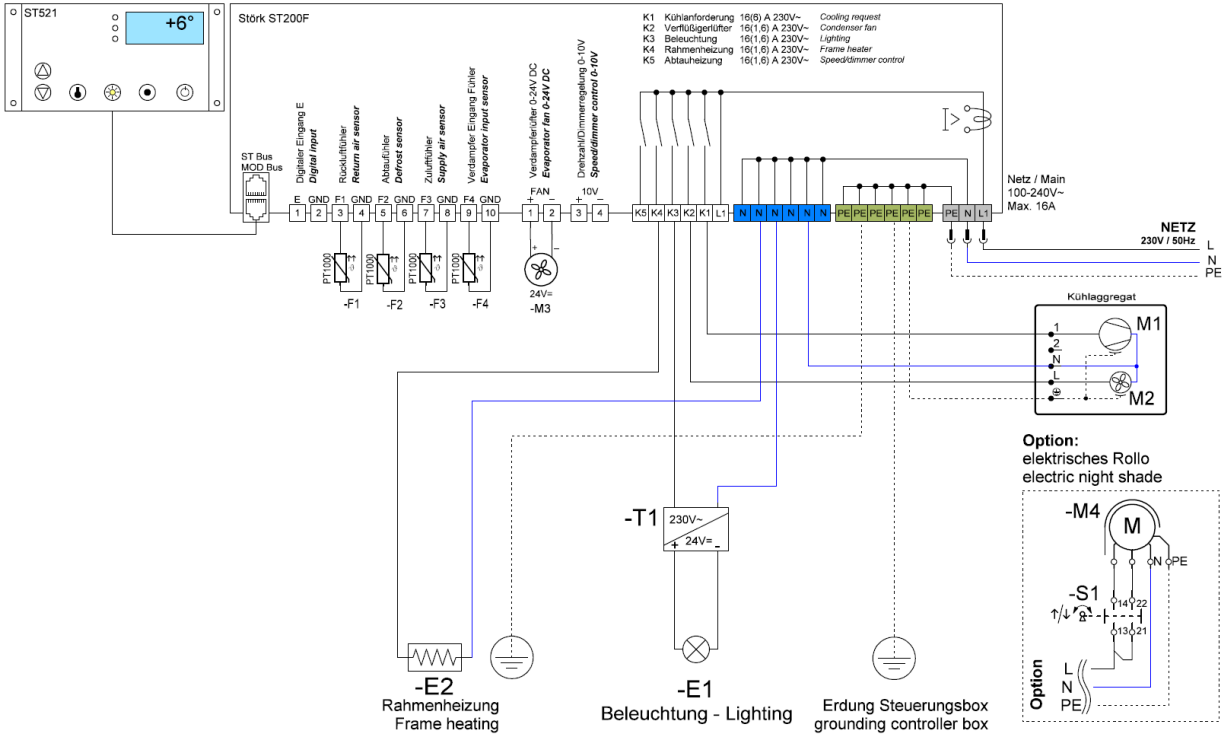 ST521
+6°
Störk ST200F
K1 Kühlanforderung 16(6) A 230V~ Cooling request
K2 Verflüßigerlüfter 16(1,6) A 230V~ Condenser fan
K3 Beleuchtung 16(1,6) A 230V~ Lighting
K4 Rahmenheizung 16(1,6) A 230V~ Frame heater
K5 Abtauheizung 16(1,6) A 230V~ Speed/dimmer control
I>
ST Bus
MOD Bus
Digitaler Eingang E
Digital input
Rückluftfühler
Return air sensor
Abtaufühler
Defrost sensor
Zuluftfühler
Supply air sensor
Verdampfer Eingang Fühler
Evaporator input sensor
Verdampferlüfter 0-24V DC
Evaporator fan 0-24V DC
Drehzahl/Dimmerregelung 0-10V
Speed/dimmer control 0-10V
E GND F1 GND F2 GND F3 GND F4 GND
1 2 3 4 5 6 7 8 9 10
FAN
+ −
1 2
10V
+ −
3 4
K5 K4 K3 K2 K1 L1
N N N N N N
PE PE PE PE PE PE
PE N L1
Netz / Main
100-240V~
Max. 16A
NETZ
230V / 50Hz
L
N
PE
PT1000 ϑ
-F1
PT1000 ϑ
-F2
PT1000 ϑ
-F3
PT1000 ϑ
-F4
+ −
24V=
-M3
Kühlaggregat
1
2
N
L
M1
M2
Option:
elektrisches Rollo
electric night shade
-M4
M
N PE
-S1
14 22
↑/↓
13 21
Option
L
N
PE
-T1
230V~
+ 24V= -
-E2
Rahmenheizung
Frame heating
-E1
Beleuchtung - Lighting
Erdung Steuerungsbox
grounding controller box